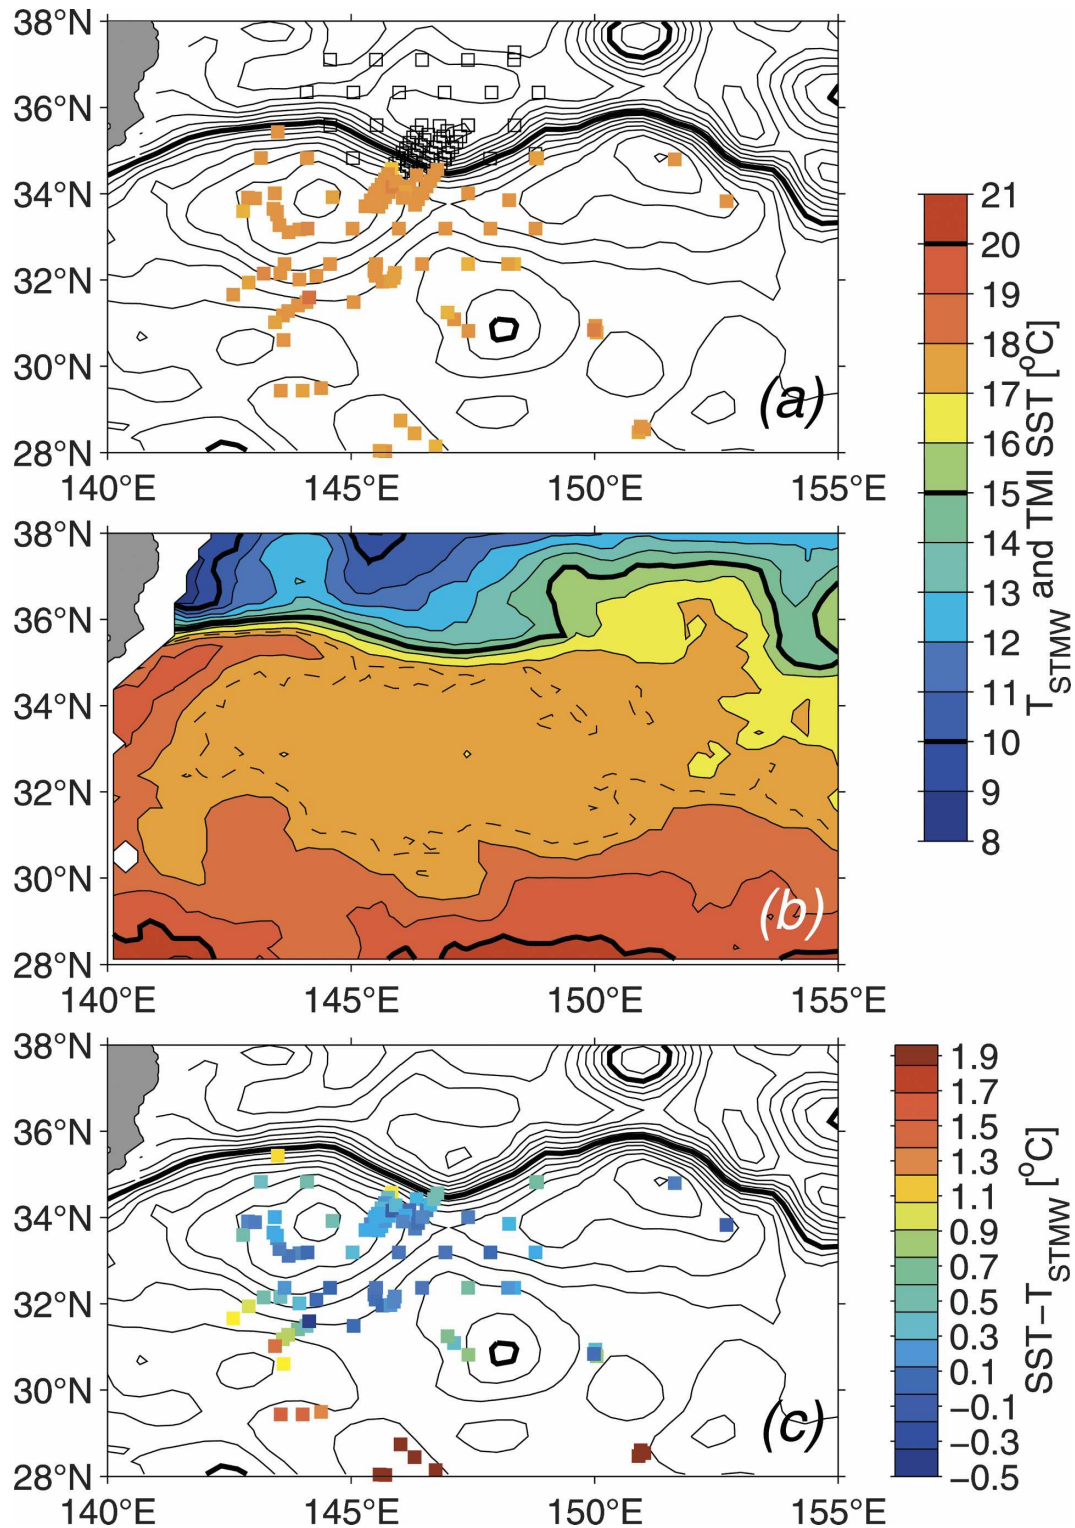 38°N
36°N
34°N
32°N
30°N
28°N
140°E 145°E 150°E 155°E
(a)
38°N
36°N
34°N
32°N
30°N
28°N
140°E 145°E 150°E 155°E
(b)
21
20
19
18
17
16
15
14
13
12
11
10
9
8
T_STMW and TMI SST [°C]
38°N
36°N
34°N
32°N
30°N
28°N
140°E 145°E 150°E 155°E
(c)
1.9
1.7
1.5
1.3
1.1
0.9
0.7
0.5
0.3
0.1
−0.1
−0.3
−0.5
SST−T_STMW [°C]